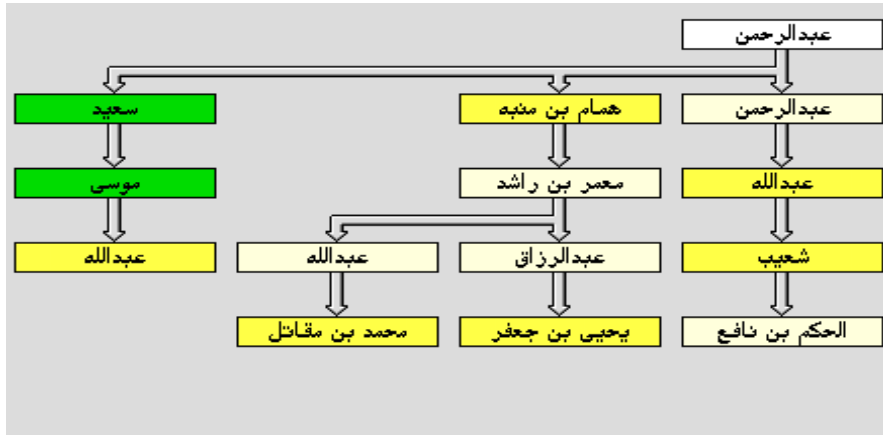 عبدالرحمن
عبدالرحمن
همام بن منبه
سعيد
عبدالله
معمر بن راشد
موسى
شعيب
عبدالرزاق
عبدالله
عبدالله
الحكم بن نافع
يحيى بن جعفر
محمد بن مقاتل